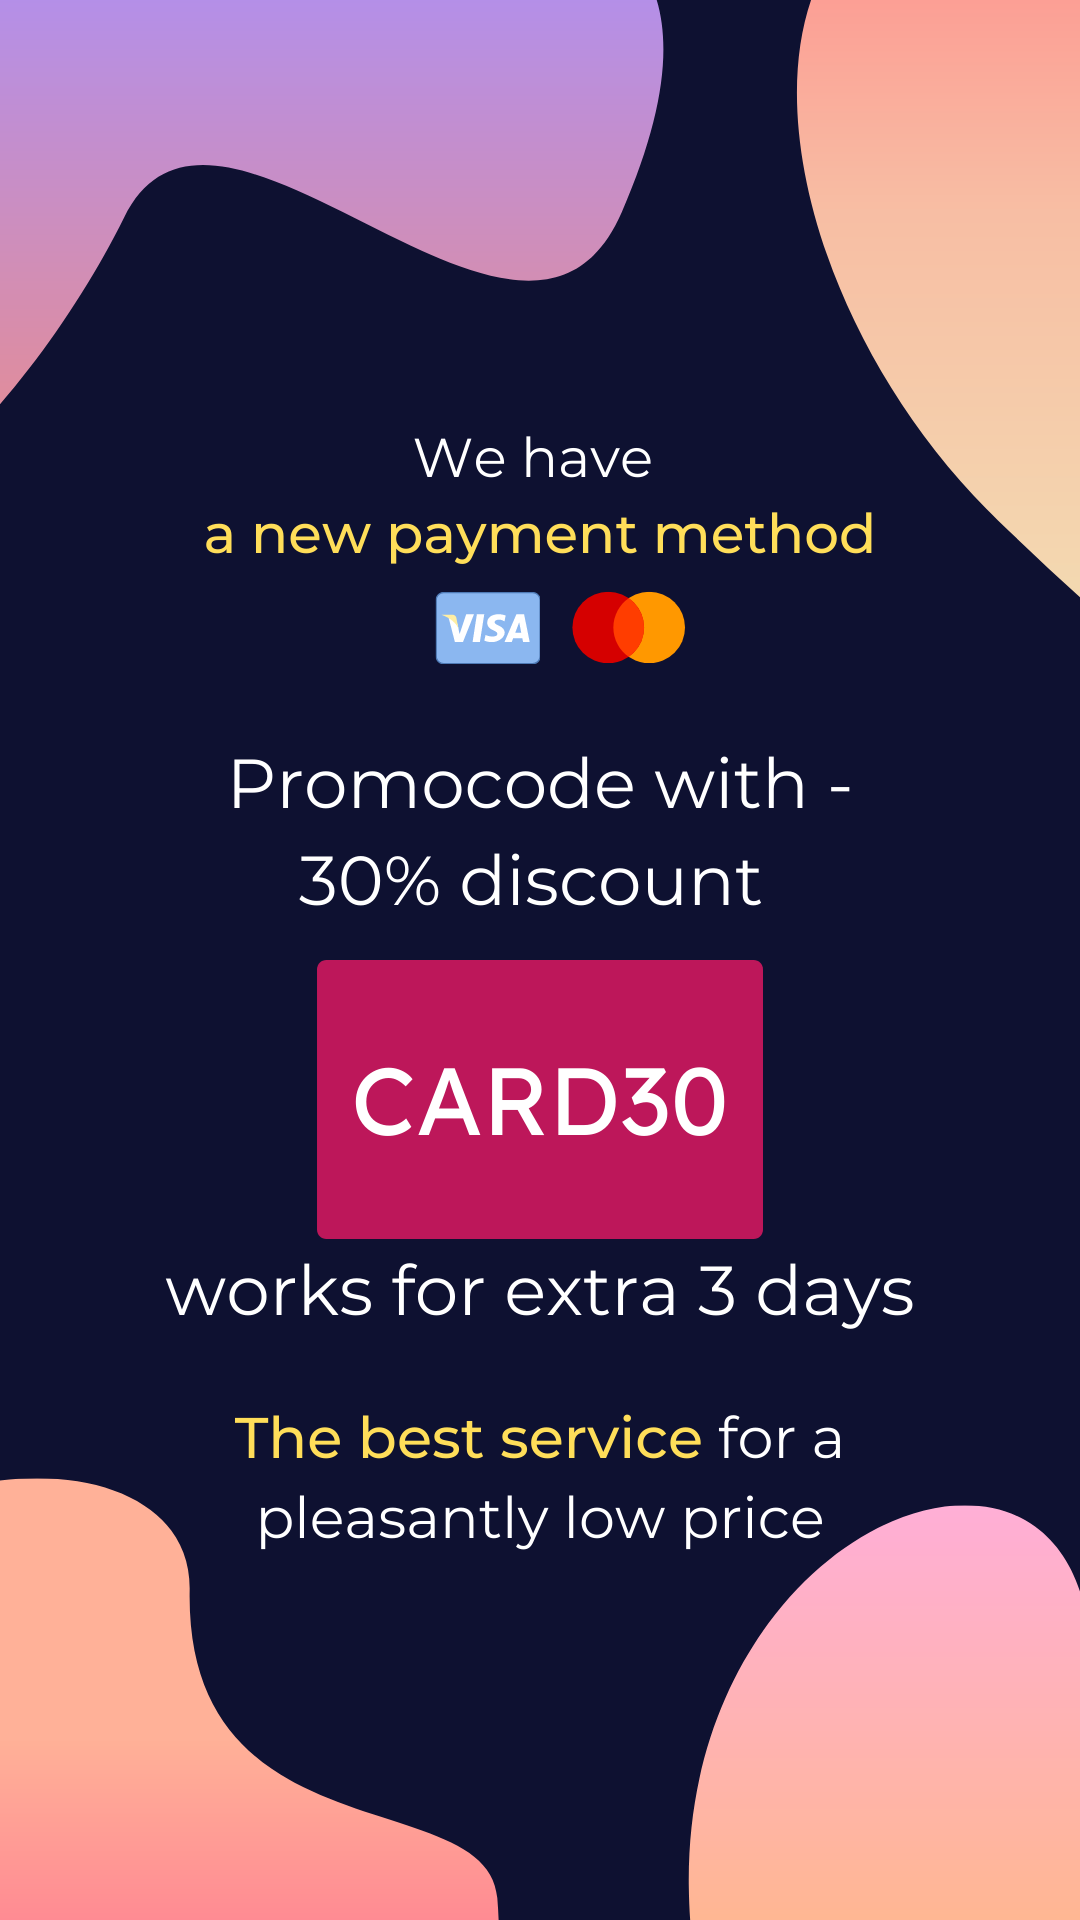 We have
a new payment method
VISA
Promocode with -
30% discount
CARD30
works for extra 3 days
The best service for a
pleasantly low price